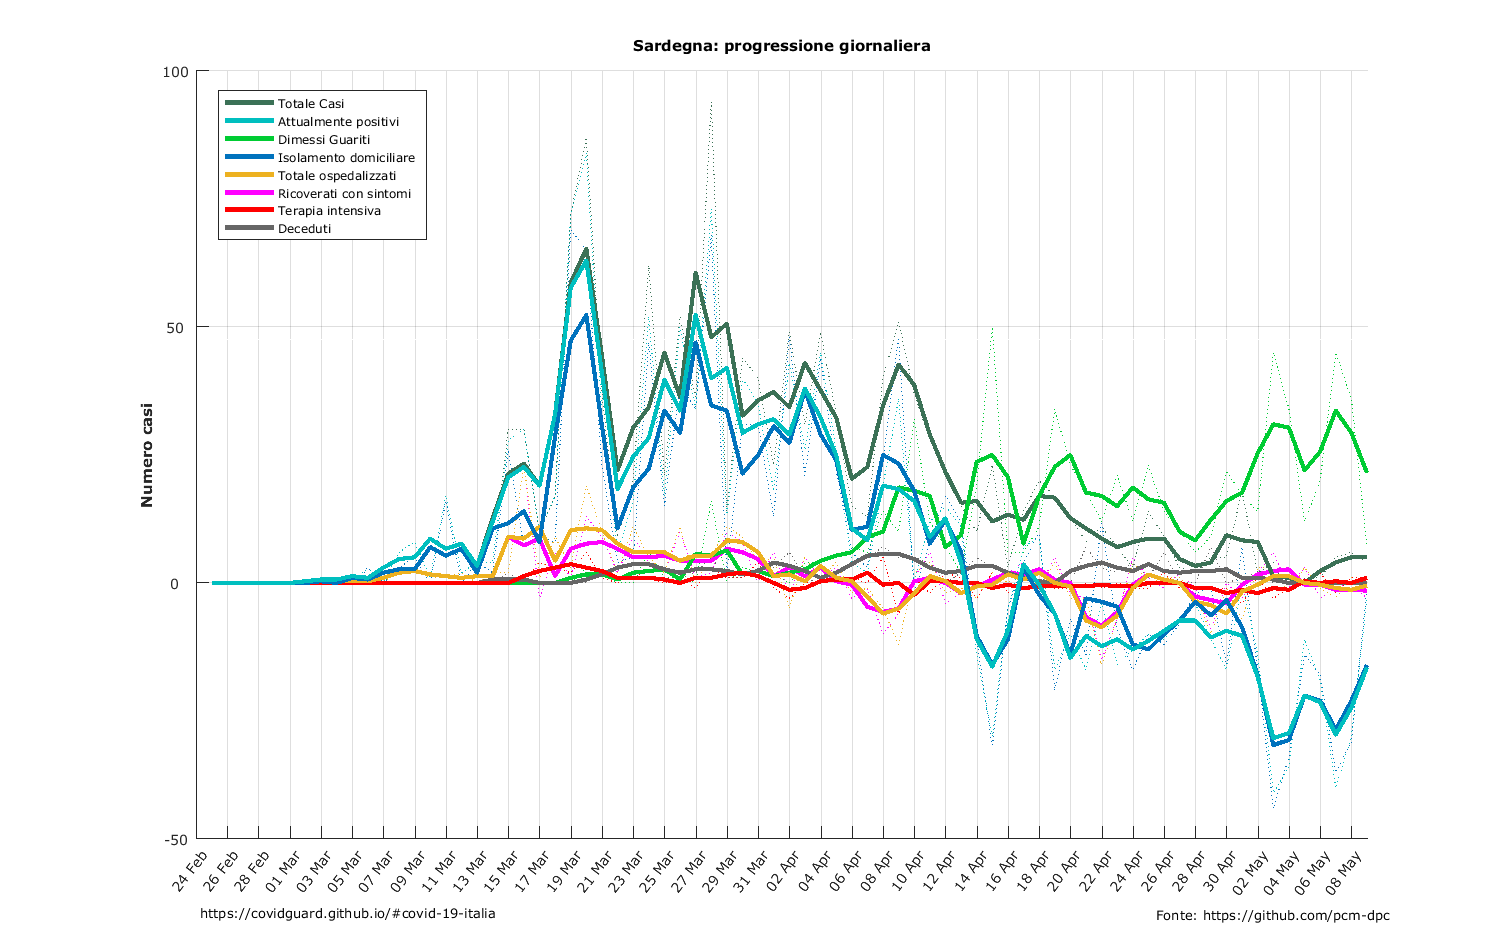 Sardegna: progressione giornaliera
100
50
0
-50
Numero casi
Totale Casi
Attualmente positivi
Dimessi Guariti
Isolamento domiciliare
Totale ospedalizzati
Ricoverati con sintomi
Terapia intensiva
Deceduti
24 Feb
26 Feb
28 Feb
01 Mar
03 Mar
05 Mar
07 Mar
09 Mar
11 Mar
13 Mar
15 Mar
17 Mar
19 Mar
21 Mar
23 Mar
25 Mar
27 Mar
29 Mar
31 Mar
02 Apr
04 Apr
06 Apr
08 Apr
10 Apr
12 Apr
14 Apr
16 Apr
18 Apr
20 Apr
22 Apr
24 Apr
26 Apr
28 Apr
30 Apr
02 May
04 May
06 May
08 May
https://covidguard.github.io/#covid-19-italia
Fonte: https://github.com/pcm-dpc